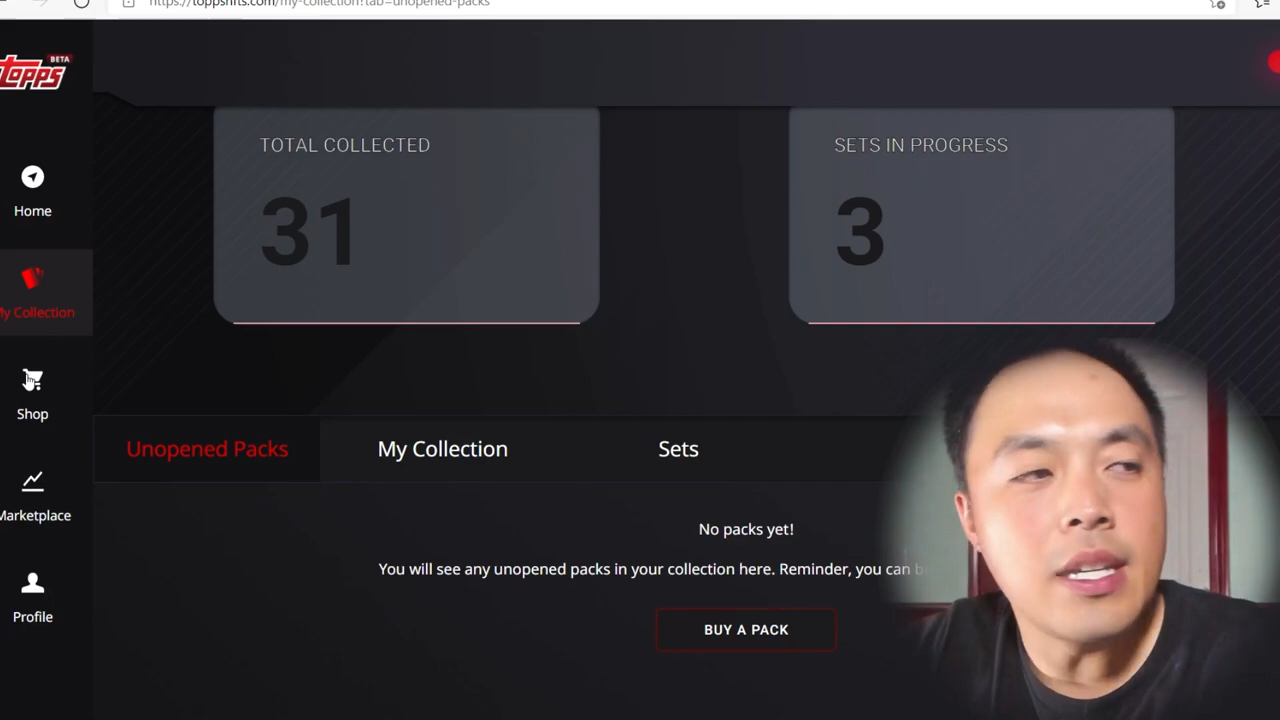 https://toppsnfts.com/my-collection?tab=unopened-packs
BETA
topps
TOTAL COLLECTED
SETS IN PROGRESS
31
3
Home
My Collection
Shop
Marketplace
Profile
Unopened Packs
My Collection
Sets
No packs yet!
You will see any unopened packs in your collection here. Reminder, you can
BUY A PACK